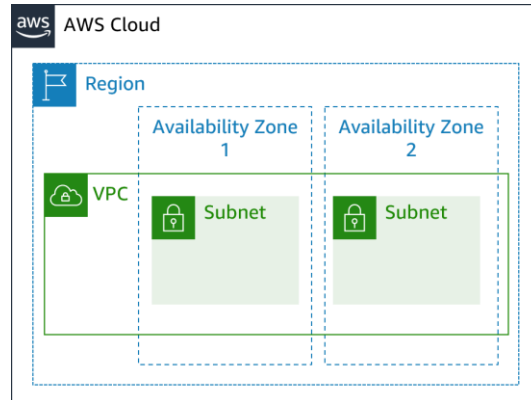 aws
AWS Cloud
Region
Availability Zone
1
Availability Zone
2
VPC
Subnet
Subnet